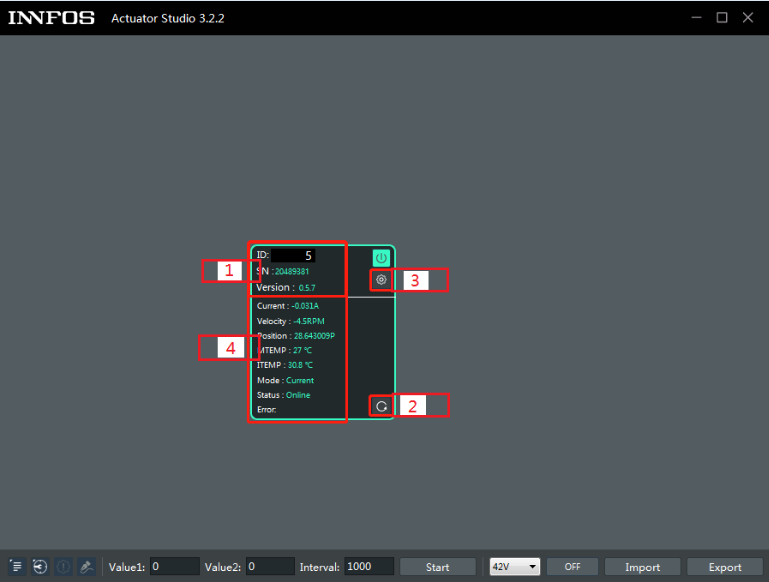 INNFOS Actuator Studio 3.2.2
ID: 5
1 SN : 20489381
Version : 0.5.7
3
Current : -0.031A
Velocity : -4.5RPM
Position : 28.643009P
4 MTEMP : 27 ℃
ITEMP : 30.8 ℃
Mode : Current
Status : Online
2
Error:
Value1: 0 Value2: 0 Interval: 1000 Start 42V OFF Import Export